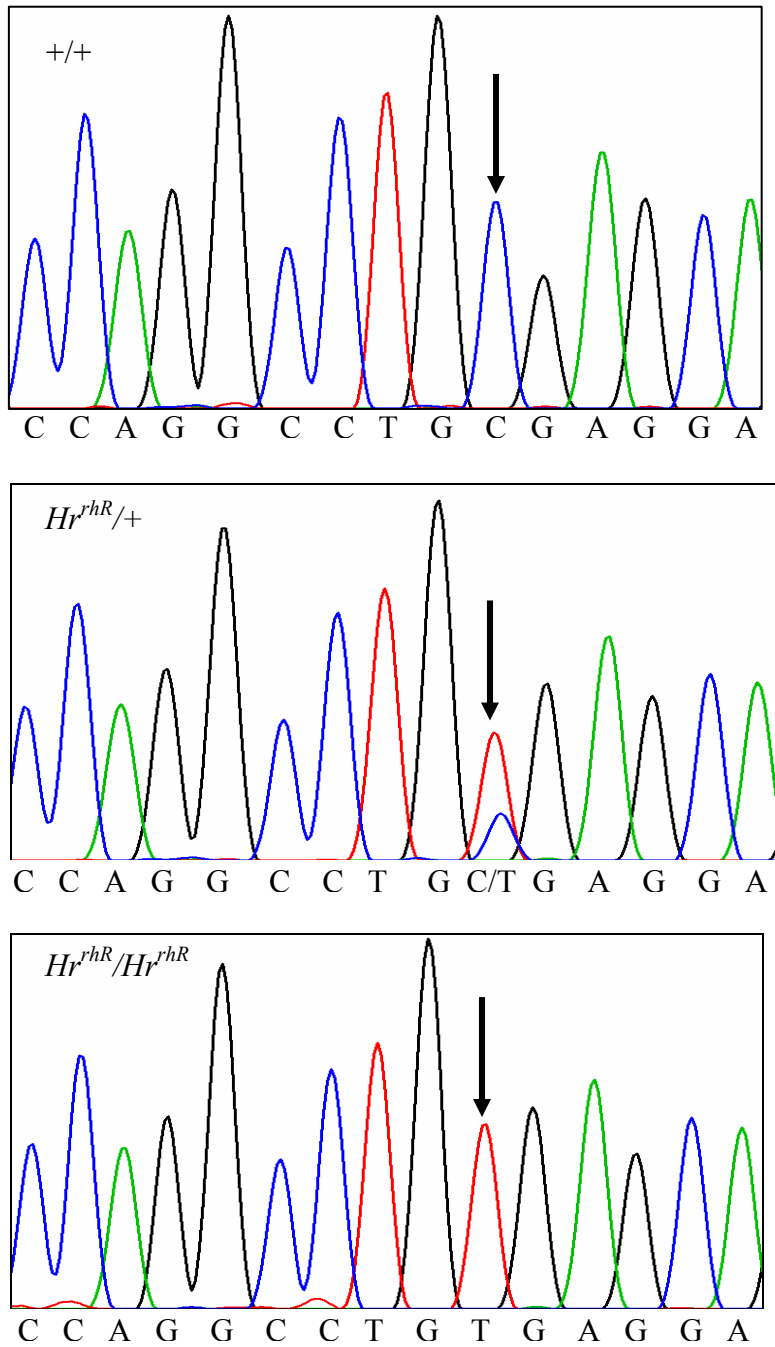 +/+
C C A G G C C T G C G A G G A
Hr^rhR/+
C C A G G C C T G C/T G A G G A
Hr^rhR/Hr^rhR
C C A G G C C T G T G A G G A